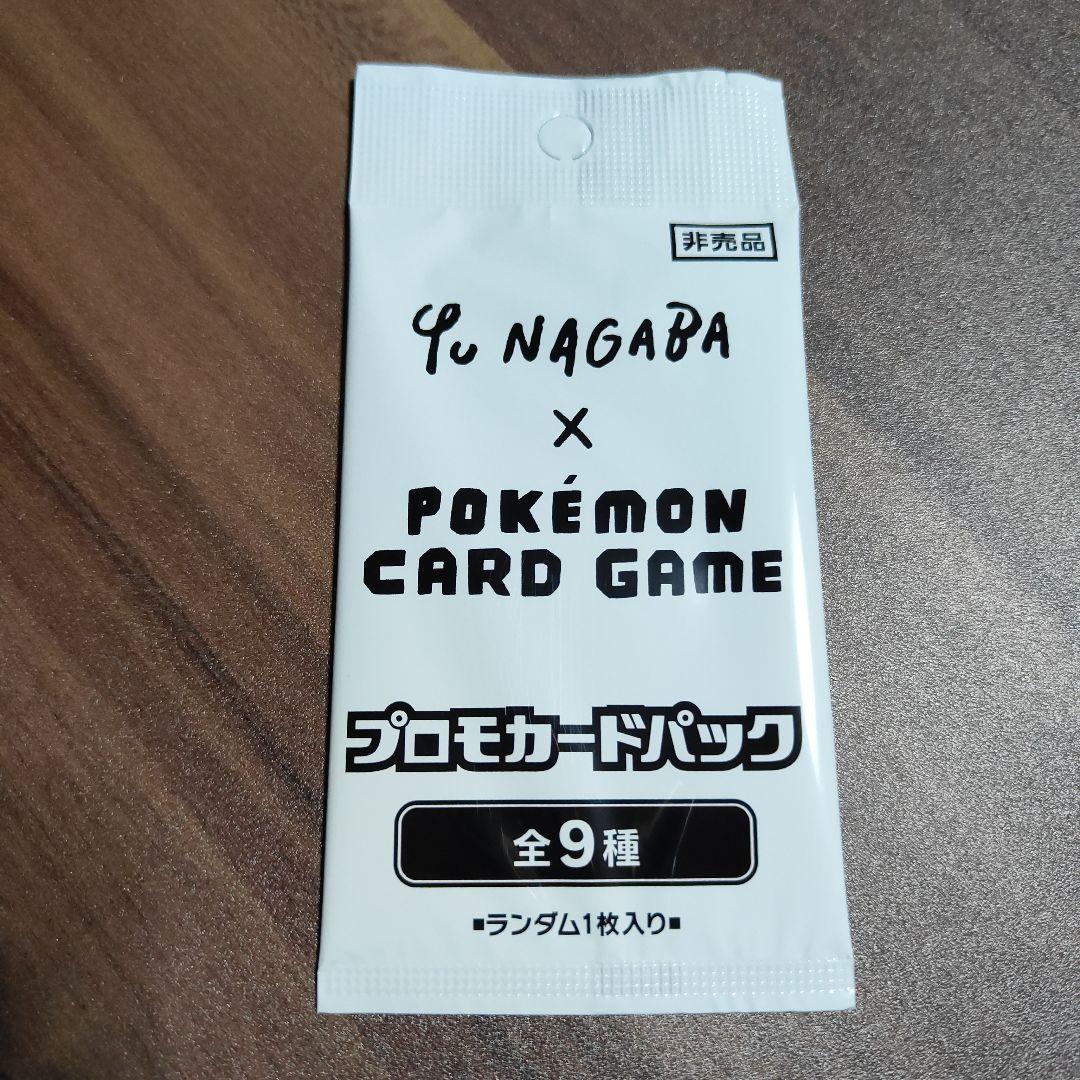 非売品
Yu NAGABA
×
POKÉMON
CARD GAME
プロモカードパック
全9種
■ランダム1枚入り■